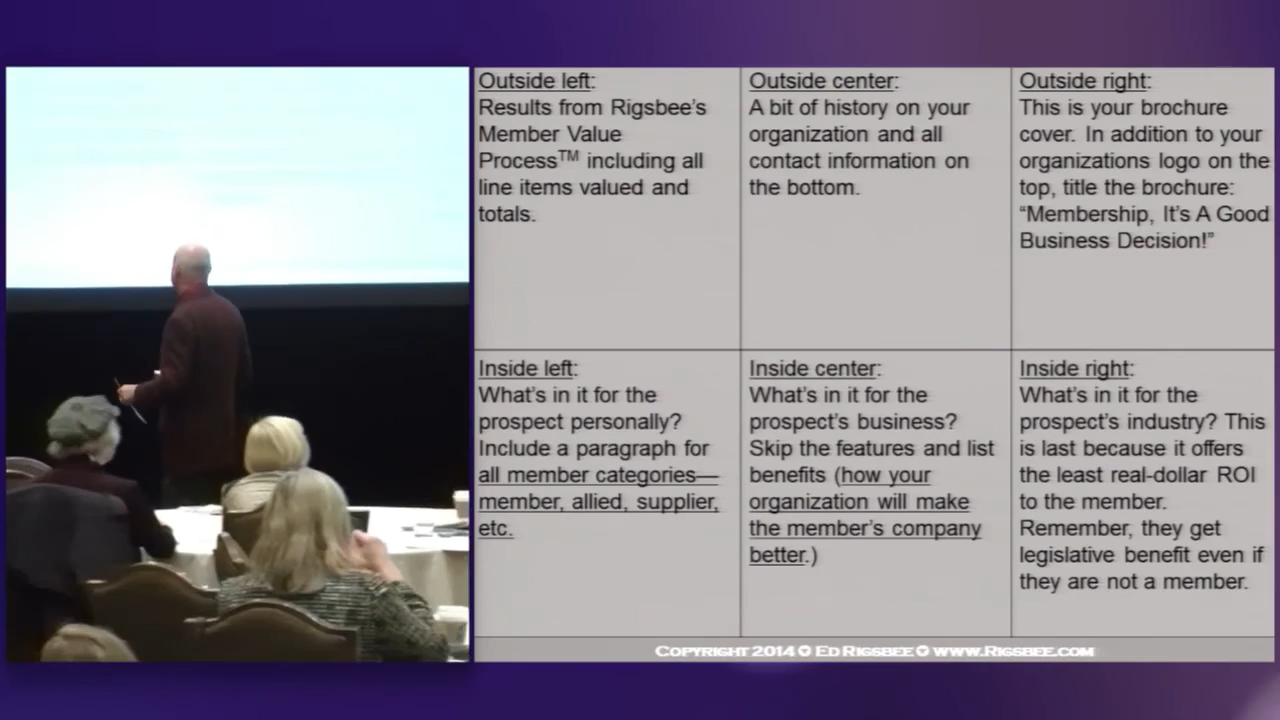 Outside left:
Results from Rigsbee’s
Member Value
Process™ including all
line items valued and
totals.
Outside center:
A bit of history on your
organization and all
contact information on
the bottom.
Outside right:
This is your brochure
cover. In addition to your
organizations logo on the
top, title the brochure:
“Membership, It’s A Good
Business Decision!”
Inside left:
What’s in it for the
prospect personally?
Include a paragraph for
all member categories—
member, allied, supplier,
etc.
Inside center:
What’s in it for the
prospect’s business?
Skip the features and list
benefits (how your
organization will make
the member’s company
better.)
Inside right:
What’s in it for the
prospect’s industry? This
is last because it offers
the least real-dollar ROI
to the member.
Remember, they get
legislative benefit even if
they are not a member.
Copyright 2014 ✪ Ed Rigsbee ✪ www.Rigsbee.com